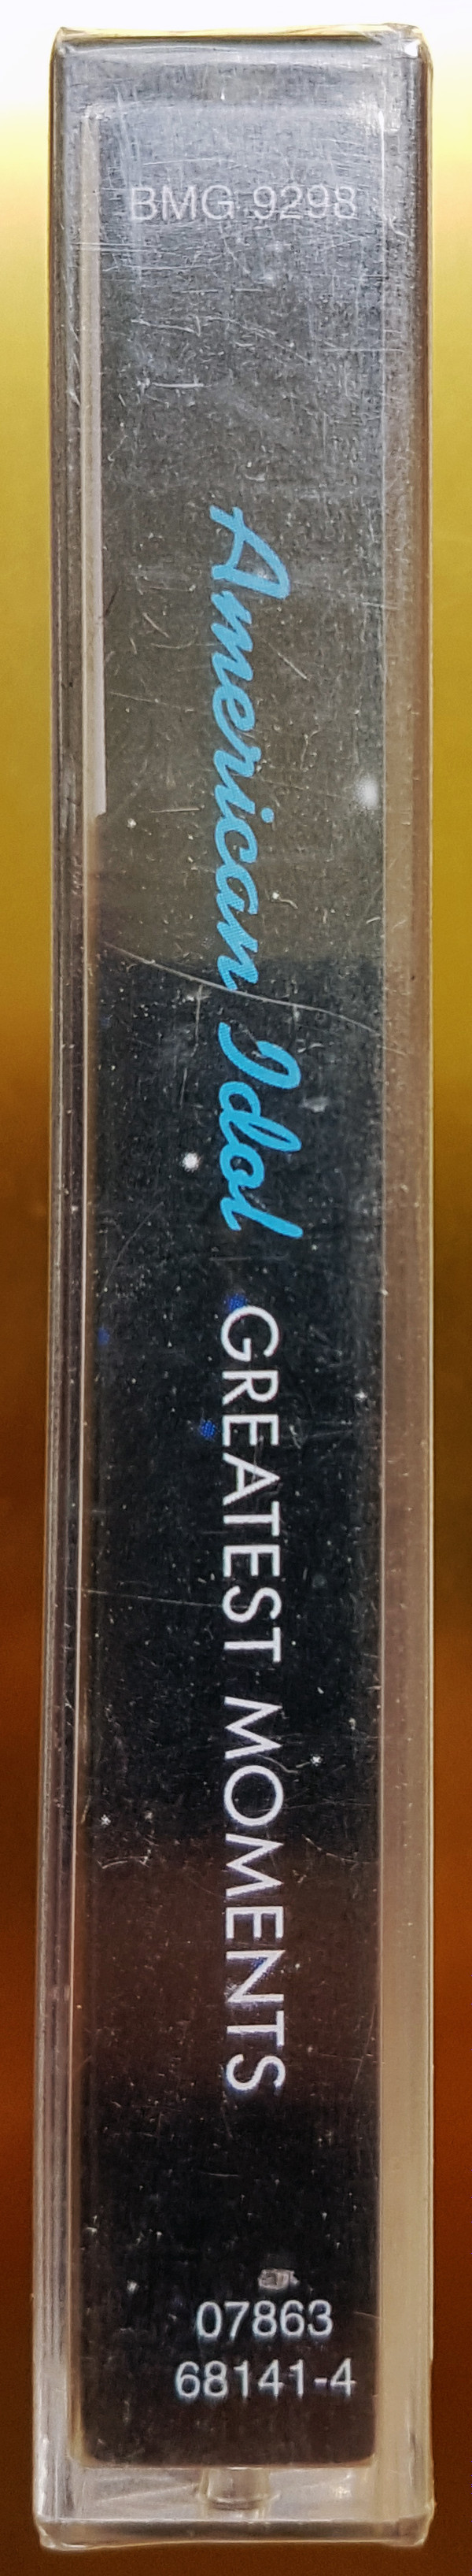 BMG 9298
American Idol GREATEST MOMENTS
07863
68141-4